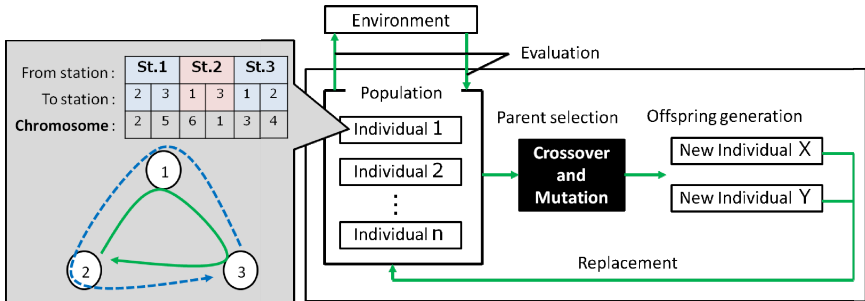 Environment
Evaluation
From station : St.1 St.2 St.3
To station : 2 3 1 3 1 2
Chromosome : 2 5 6 1 3 4
1
2
3
Population
Individual 1
Individual 2
⋮
Individual n
Parent selection
Crossover
and
Mutation
Offspring generation
New Individual X
New Individual Y
Replacement